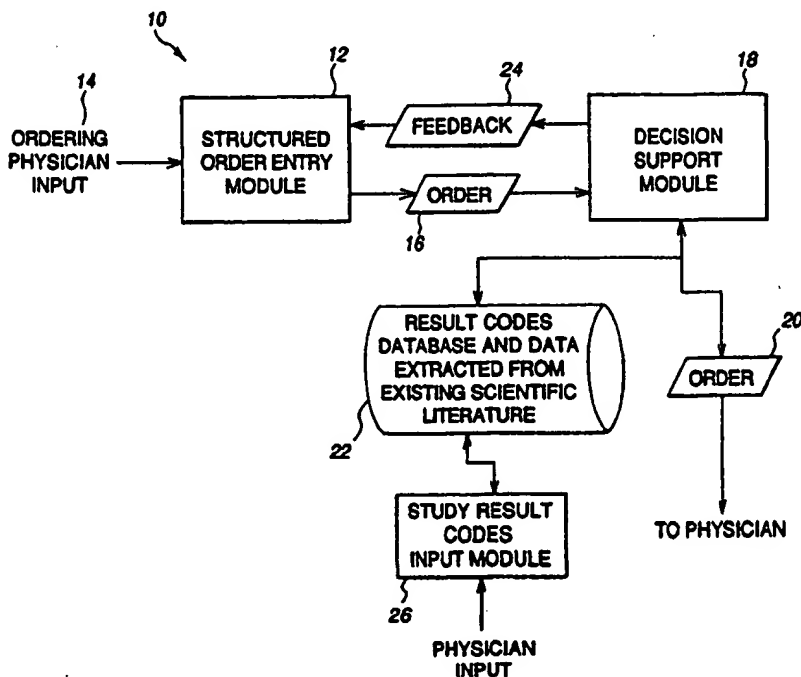 10
12
14
ORDERING
PHYSICIAN
INPUT
STRUCTURED
ORDER ENTRY
MODULE
24
FEEDBACK
ORDER
16
18
DECISION
SUPPORT
MODULE
RESULT CODES
DATABASE AND DATA
EXTRACTED FROM
EXISTING SCIENTIFIC
LITERATURE
22
20
ORDER
TO PHYSICIAN
STUDY RESULT
CODES
INPUT MODULE
26
PHYSICIAN
INPUT